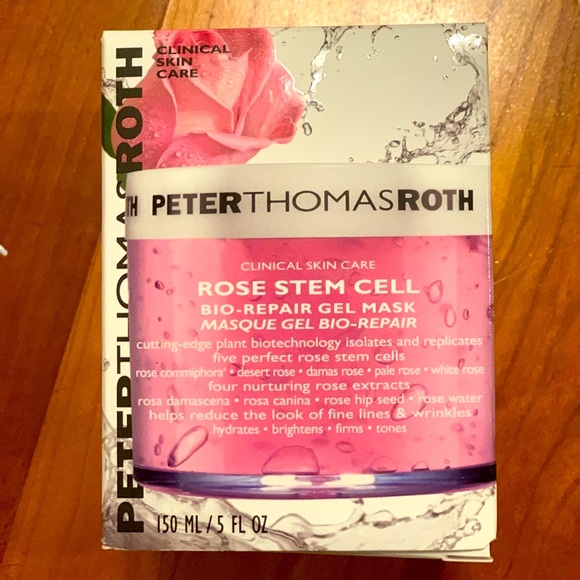 CLINICAL
SKIN
CARE
PETERTHOMASROTH
TH PETERTHOMASROTH
CLINICAL SKIN CARE
ROSE STEM CELL
BIO-REPAIR GEL MASK
MASQUE GEL BIO-REPAIR
cutting-edge plant biotechnology isolates and replicates
five perfect rose stem cells
rose commiphora* • desert rose • damas rose • pale rose • white rose
four nurturing rose extracts
rosa damascena • rosa canina • rose hip seed • rose water
helps reduce the look of fine lines & wrinkles
hydrates • brightens • firms • tones
150 ML / 5 FL OZ